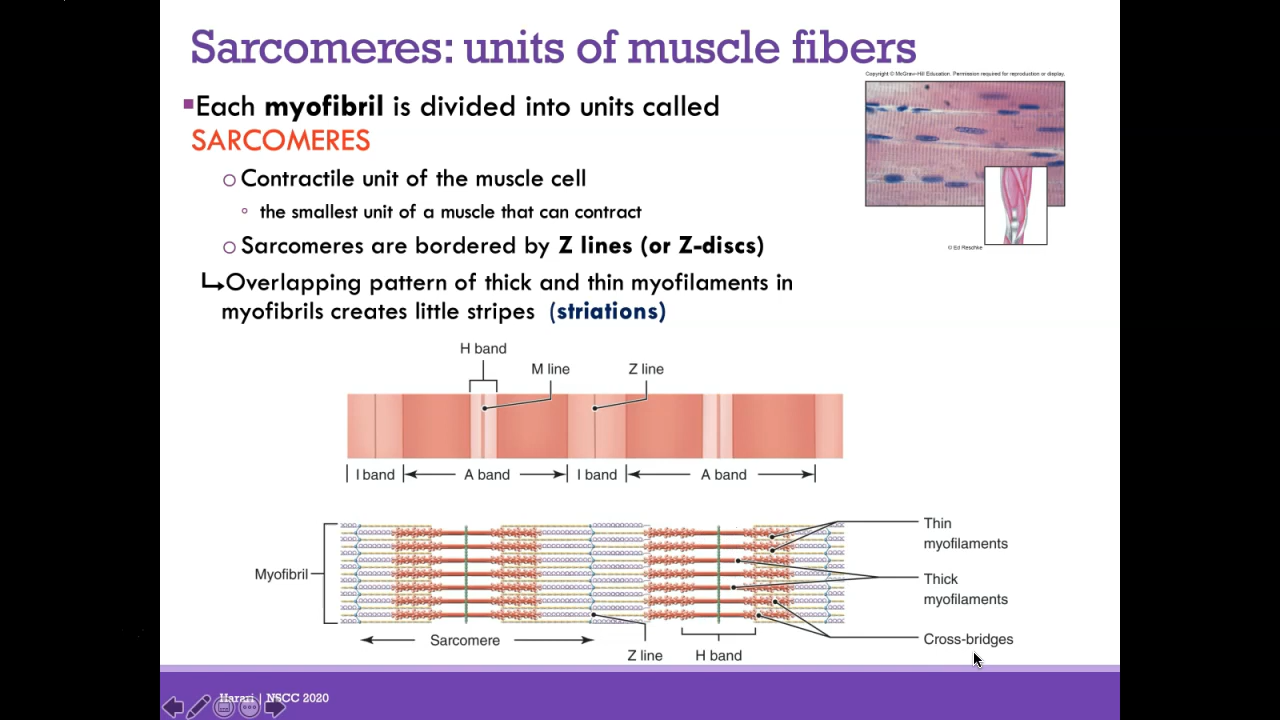 Sarcomeres: units of muscle fibers
Copyright © McGraw-Hill Education. Permission required for reproduction or display.
Each myofibril is divided into units called
SARCOMERES
Contractile unit of the muscle cell
the smallest unit of a muscle that can contract
Sarcomeres are bordered by Z lines (or Z-discs)
© Ed Reschke
Overlapping pattern of thick and thin myofilaments in
myofibrils creates little stripes (striations)
H band
M line
Z line
I band
A band
I band
A band
Thin
myofilaments
Myofibril
Thick
myofilaments
Sarcomere
Cross-bridges
Z line
H band
Harari | NSCC 2020